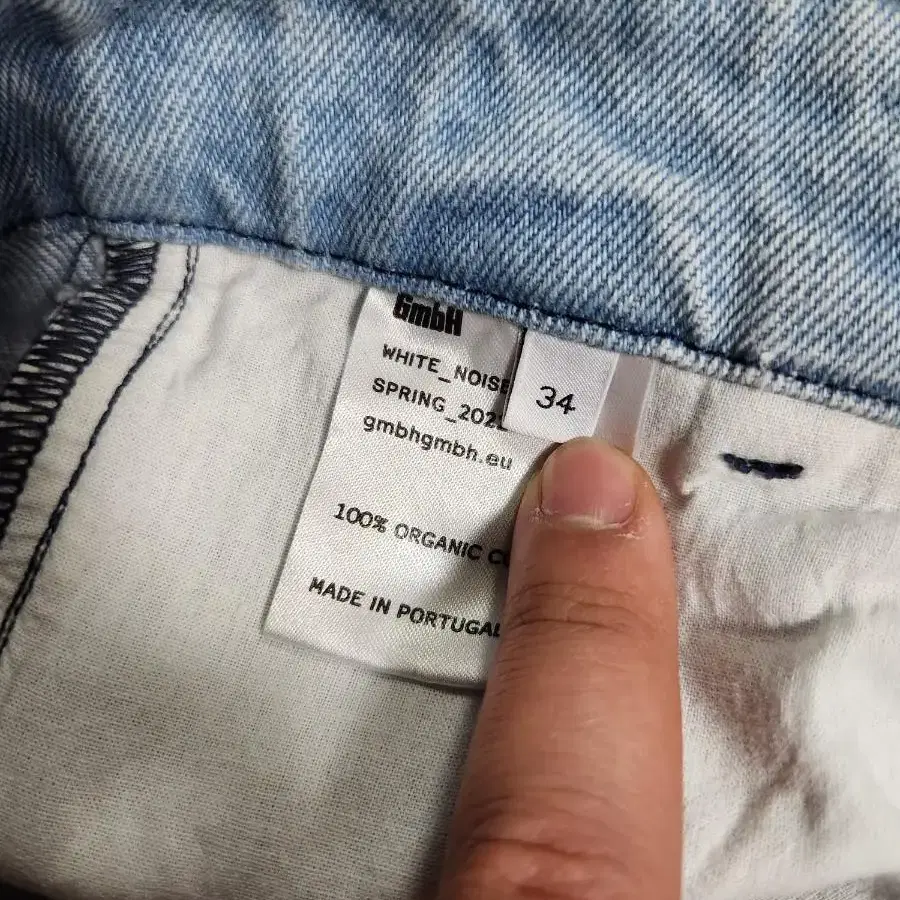 GmbH
WHITE_NOISE
SPRING_202
34
gmbhgmbh.eu
100% ORGANIC
MADE IN PORTUGAL